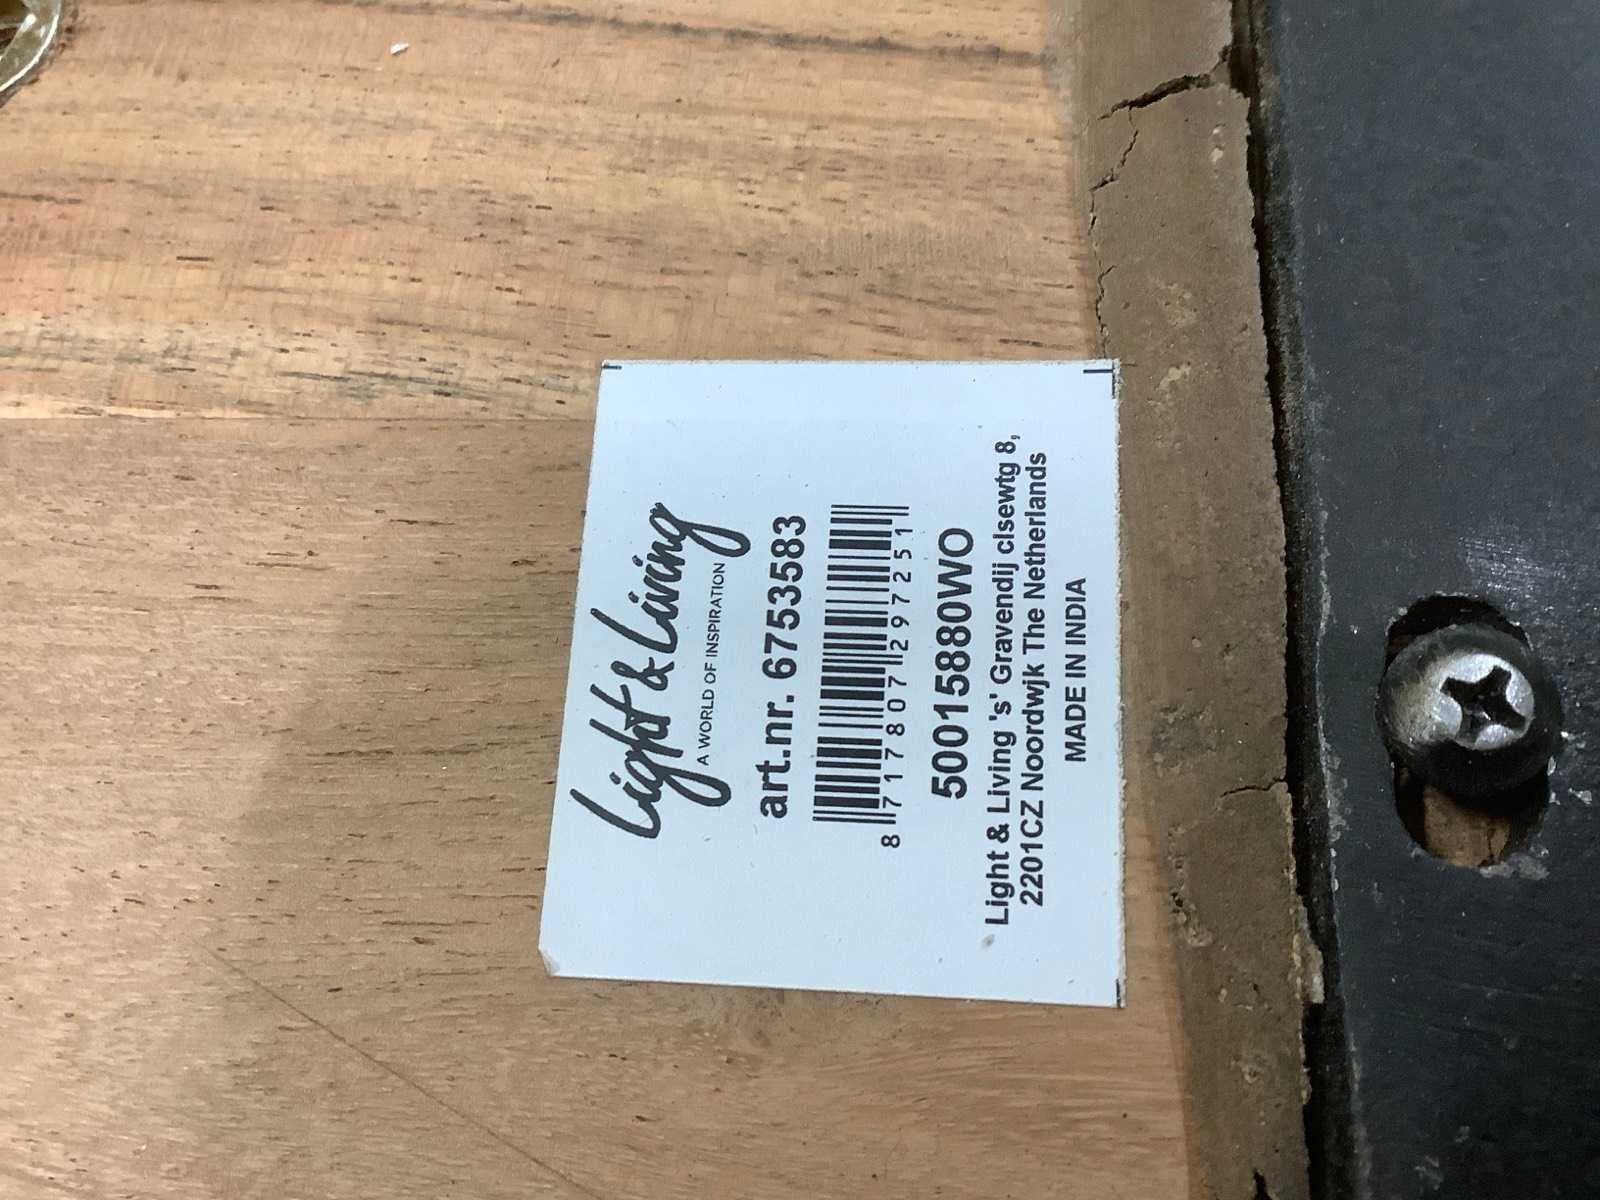 Light & Living
A WORLD OF INSPIRATION
art.nr. 6753583
8 717807 297251
50015880WO
Light & Living 's' Gravendij clsewtg 8,
2201CZ Noordwjk The Netherlands
MADE IN INDIA